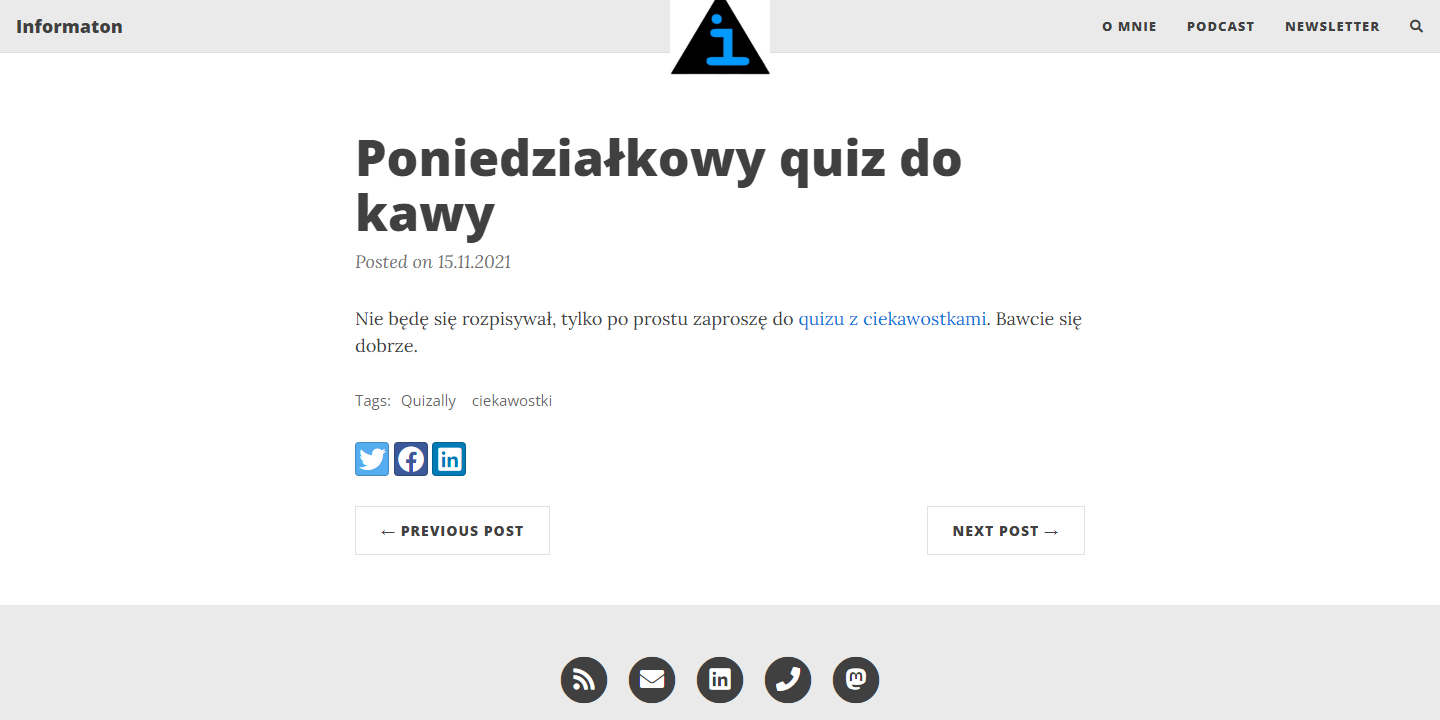 Informaton
O MNIE PODCAST NEWSLETTER
Poniedziałkowy quiz do
kawy
Posted on 15.11.2021
Nie będę się rozpisywał, tylko po prostu zaproszę do quizu z ciekawostkami. Bawcie się
dobrze.
Tags: Quizally ciekawostki
← PREVIOUS POST
NEXT POST →